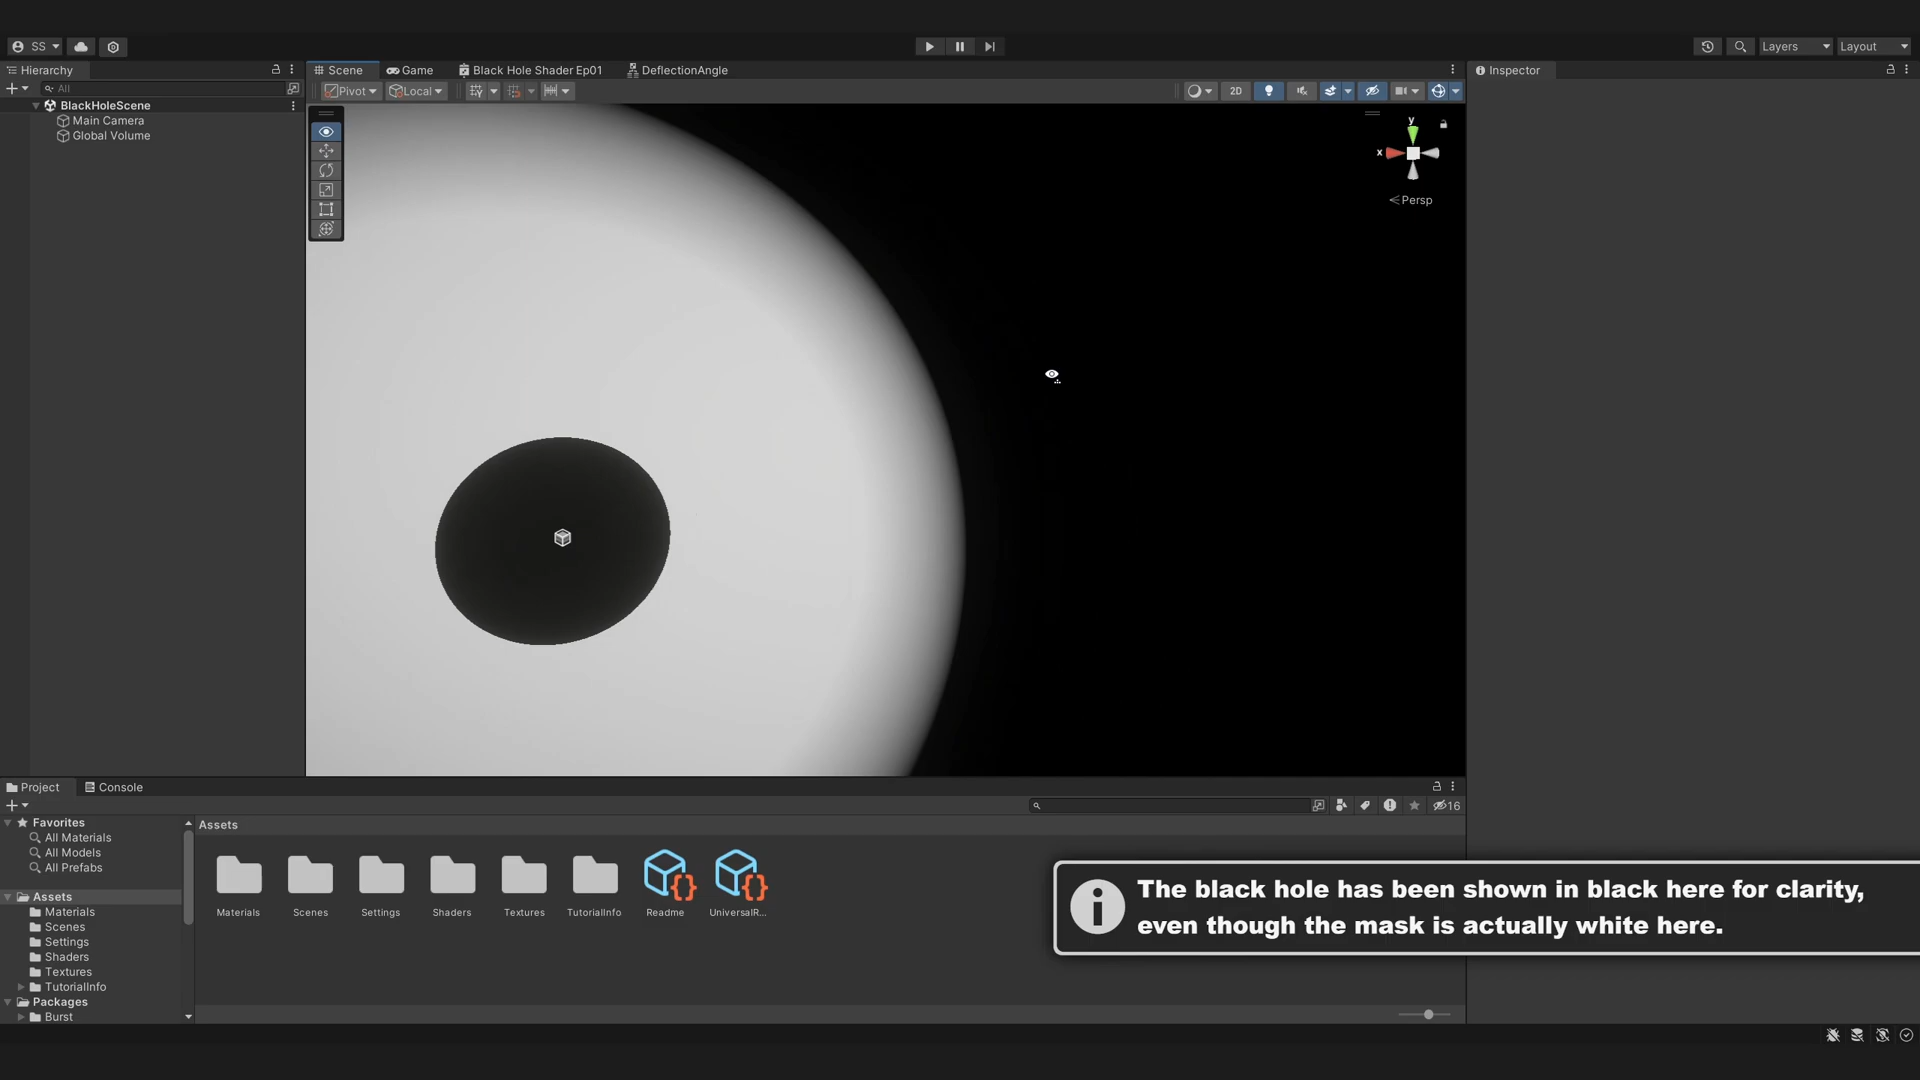 SS
Layers
Layout
Hierarchy
Scene
Game
Black Hole Shader Ep01
DeflectionAngle
Inspector
All
Pivot
Local
2D
BlackHoleScene
Main Camera
Global Volume
y
x
Persp
Project
Console
16
Favorites
All Materials
All Models
All Prefabs
Assets
Materials
Scenes
Settings
Shaders
Textures
TutorialInfo
Packages
Burst
Assets
Materials
Scenes
Settings
Shaders
Textures
TutorialInfo
Readme
UniversalR...
The black hole has been shown in black here for clarity,
even though the mask is actually white here.